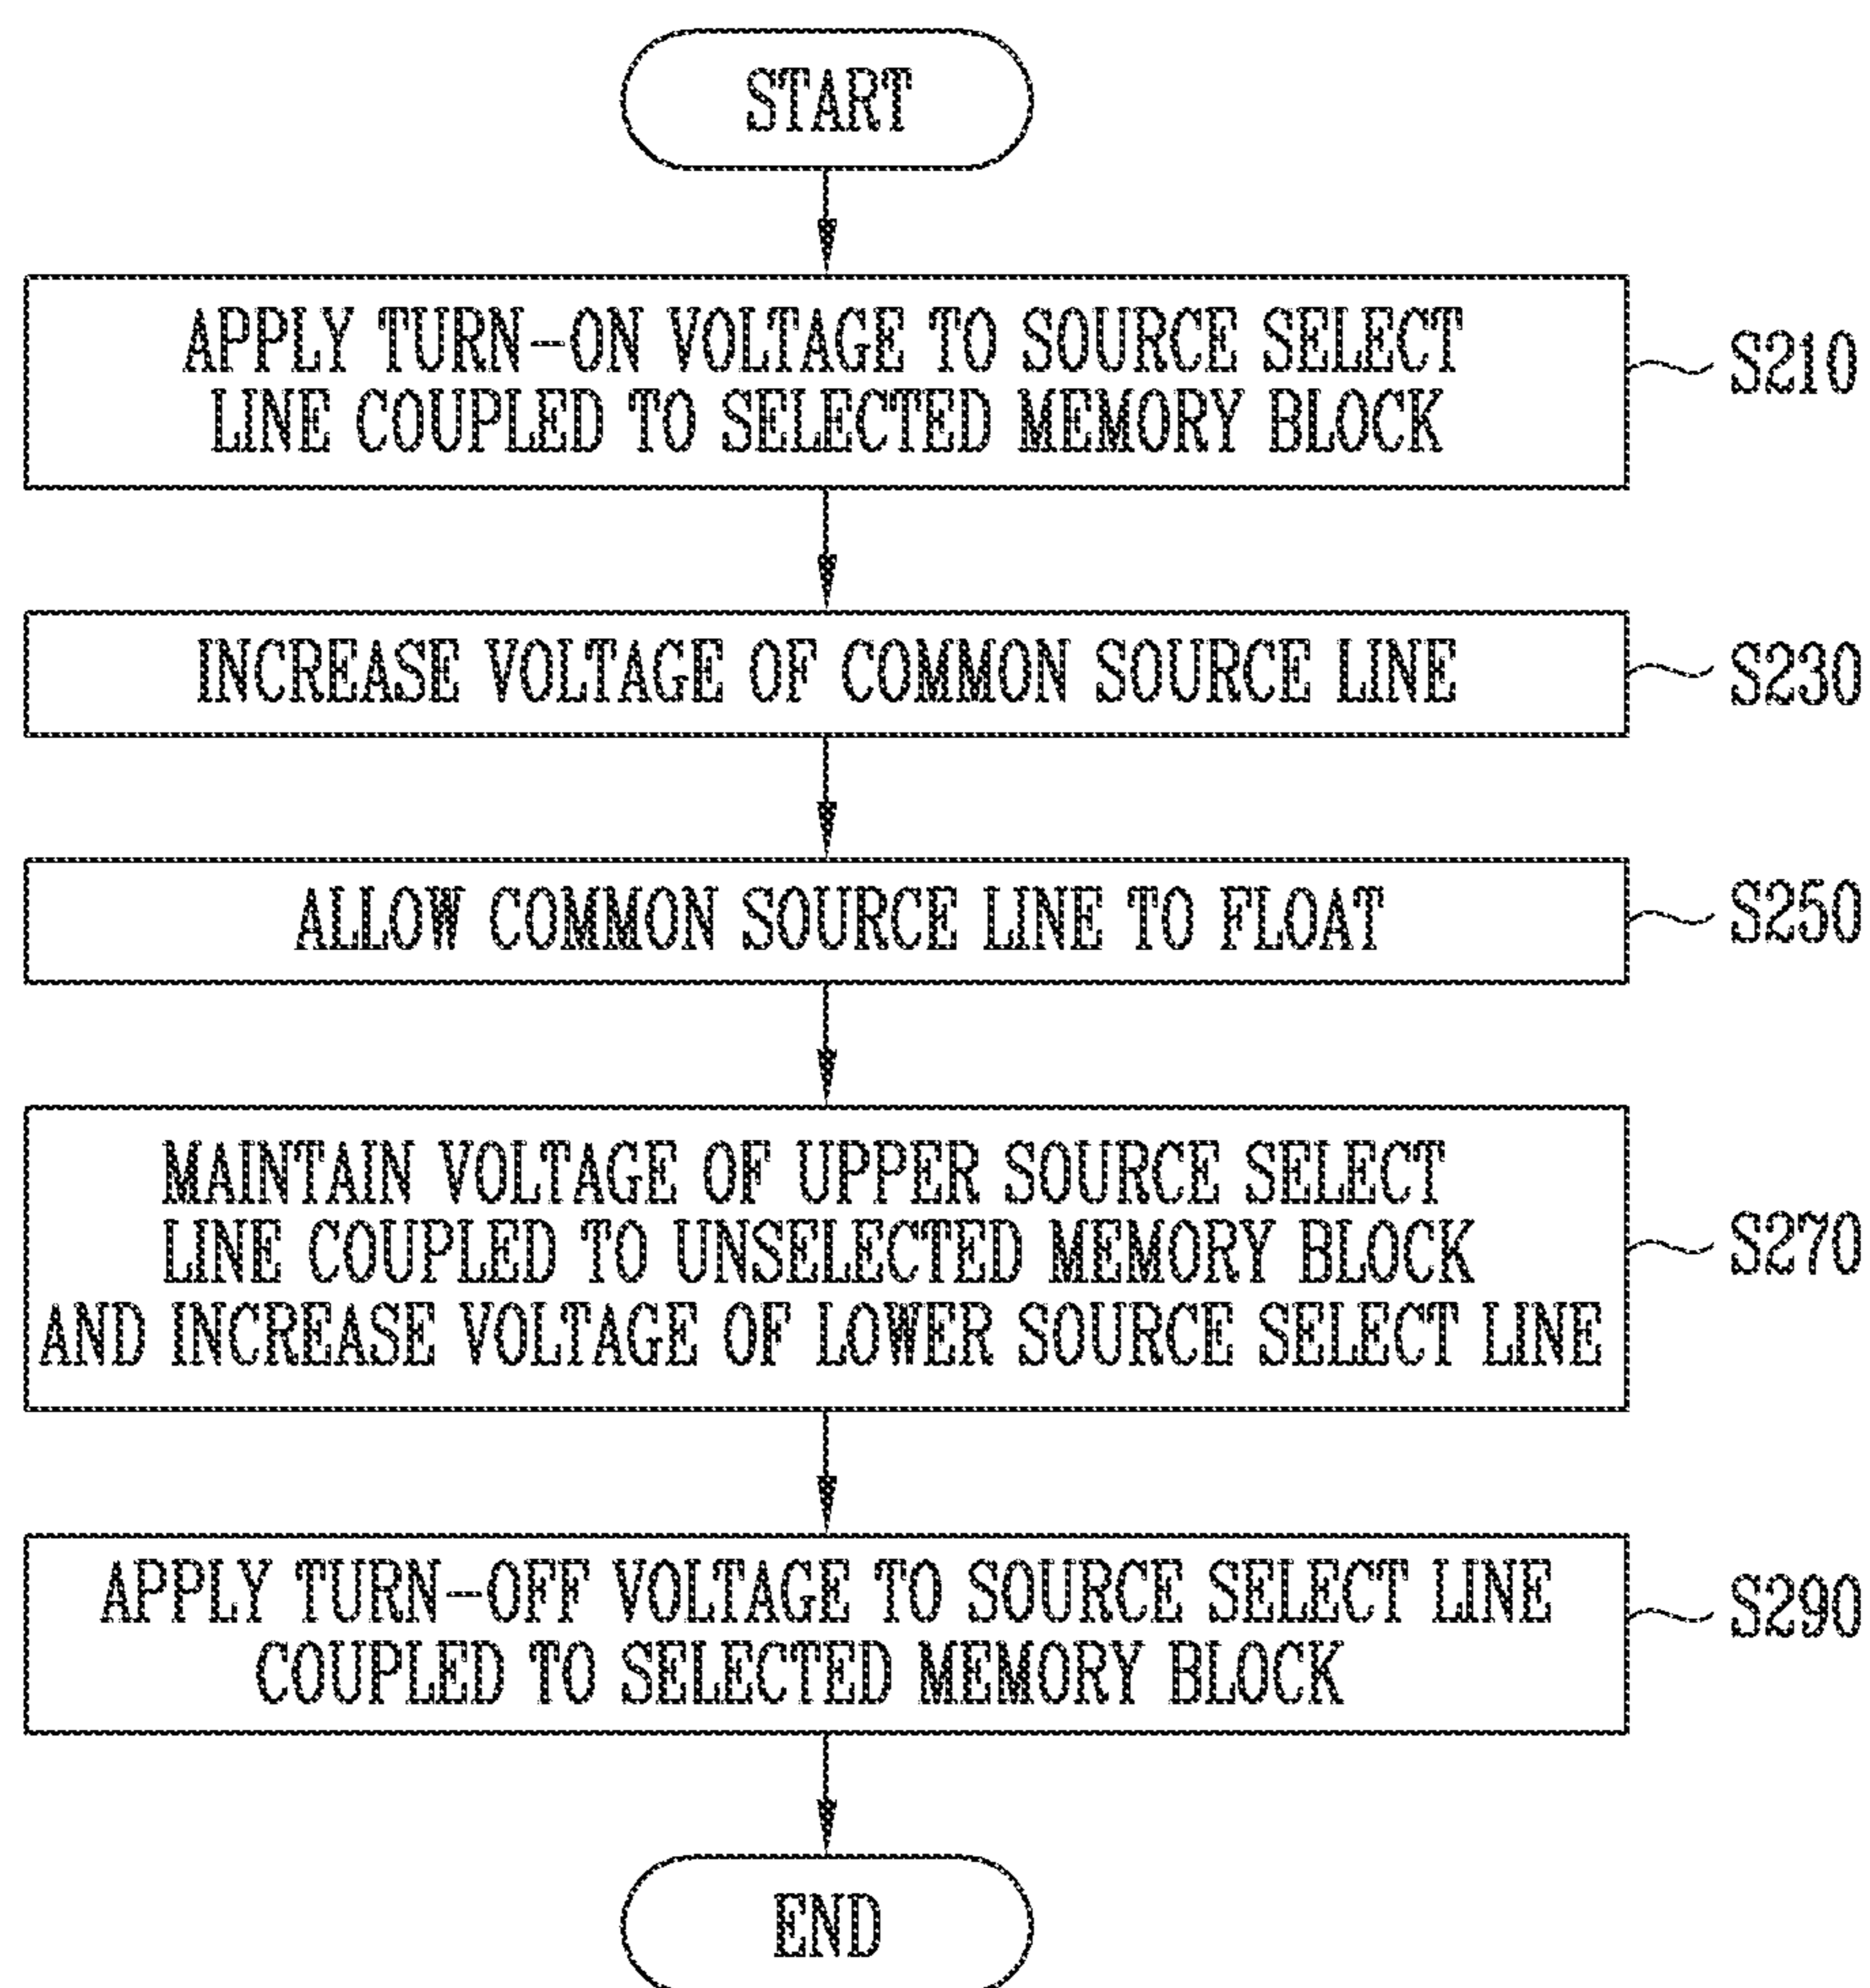 START
APPLY TURN-ON VOLTAGE TO SOURCE SELECT
LINE COUPLED TO SELECTED MEMORY BLOCK
S210
INCREASE VOLTAGE OF COMMON SOURCE LINE
S230
ALLOW COMMON SOURCE LINE TO FLOAT
S250
MAINTAIN VOLTAGE OF UPPER SOURCE SELECT
LINE COUPLED TO UNSELECTED MEMORY BLOCK
AND INCREASE VOLTAGE OF LOWER SOURCE SELECT LINE
S270
APPLY TURN-OFF VOLTAGE TO SOURCE SELECT LINE
COUPLED TO SELECTED MEMORY BLOCK
S290
END